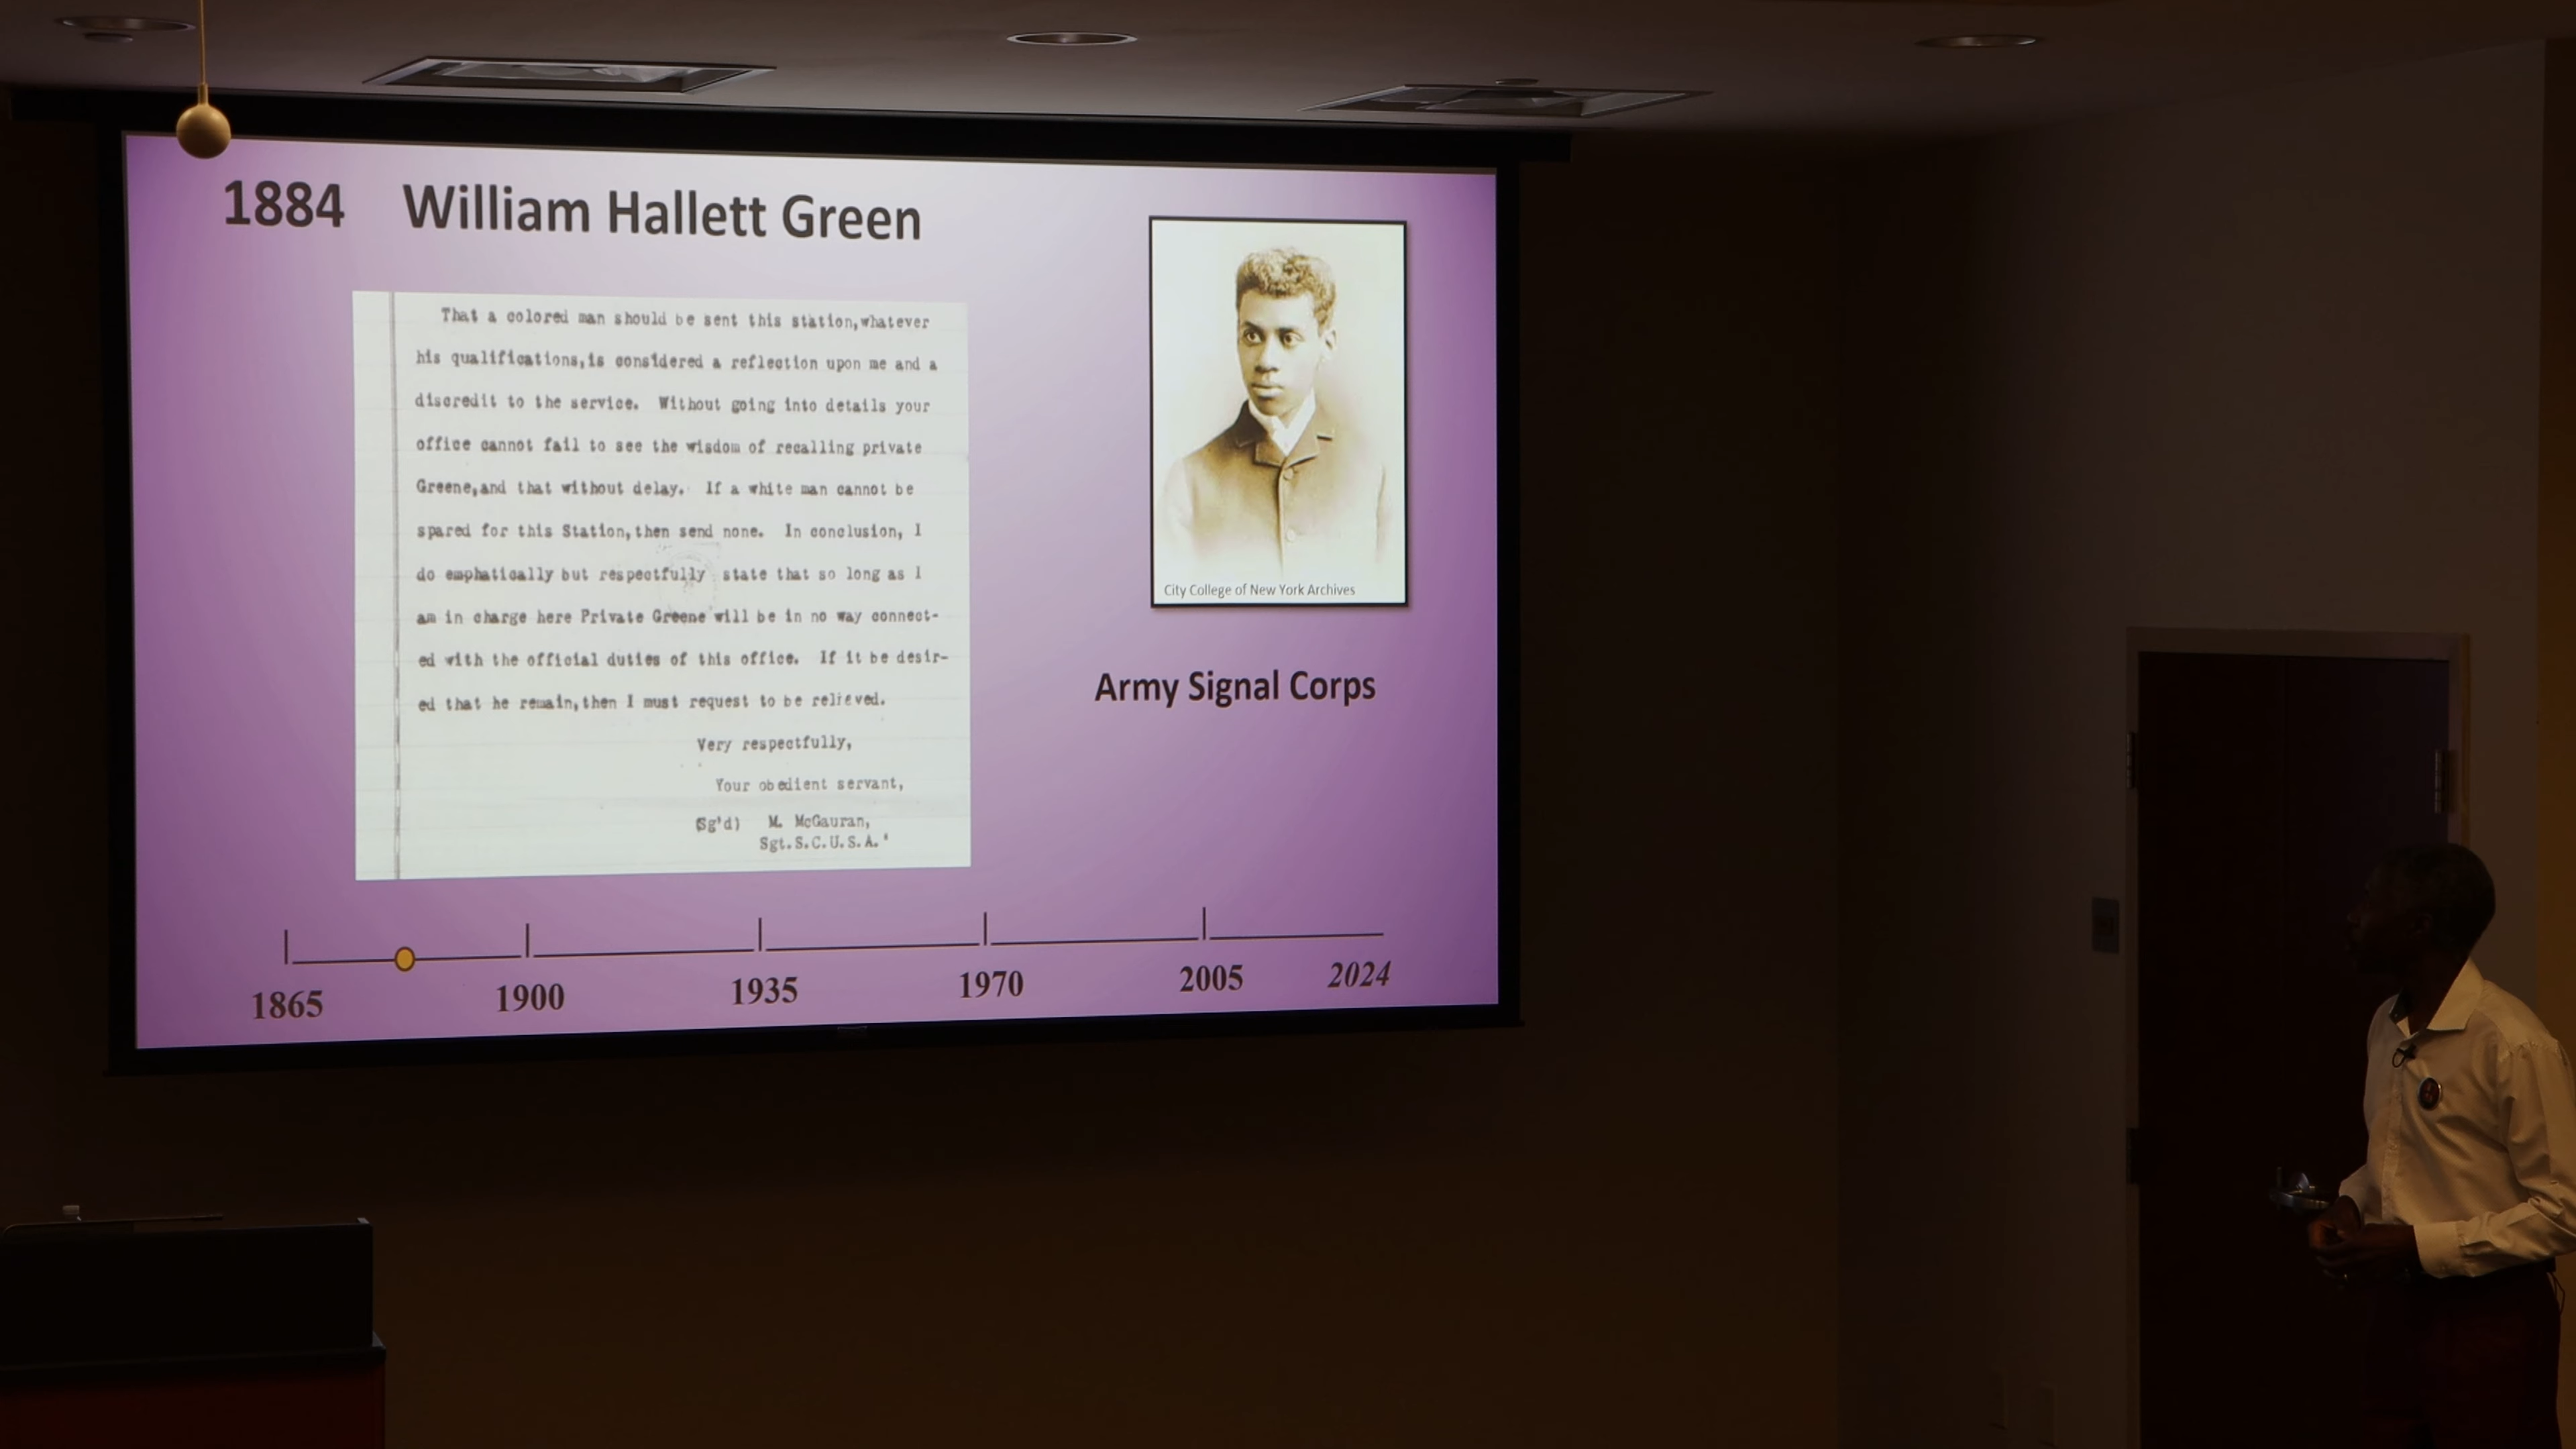 1884 William Hallett Green
That a colored man should be sent this station,whatever
his qualifications,is considered a reflection upon me and a
discredit to the service. Without going into details your
office cannot fail to see the wisdom of recalling private
Greene,and that without delay. If a white man cannot be
spared for this Station,then send none. In conclusion, I
do emphatically but respectfully state that so long as I
am in charge here Private Greene will be in no way connect-
ed with the official duties of this office. If it be desir-
ed that he remain,then I must request to be relieved.
Very respectfully,
Your obedient servant,
(Sg'd) M. McGauran,
Sgt.S.C.U.S.A."
City College of New York Archives
Army Signal Corps
1865 1900 1935 1970 2005 2024